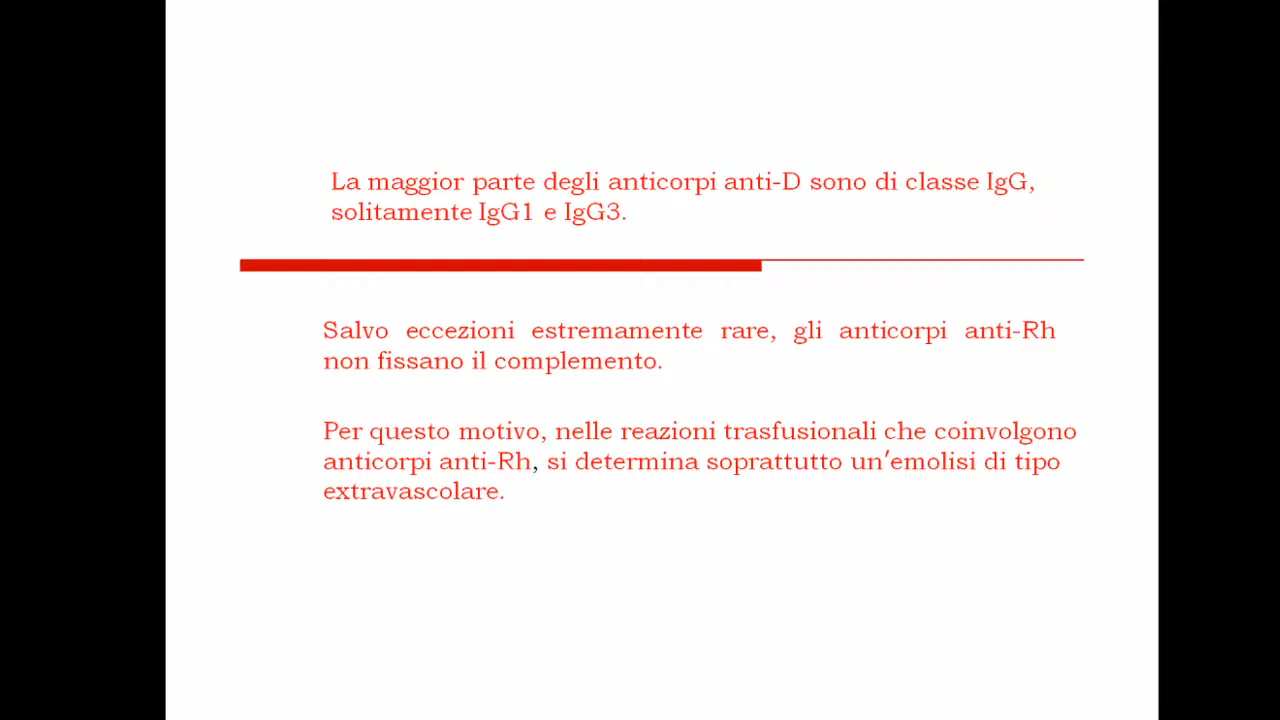 La maggior parte degli anticorpi anti-D sono di classe IgG,
solitamente IgG1 e IgG3.
Salvo eccezioni estremamente rare, gli anticorpi anti-Rh
non fissano il complemento.
Per questo motivo, nelle reazioni trasfusionali che coinvolgono
anticorpi anti-Rh, si determina soprattutto un'emolisi di tipo
extravascolare.